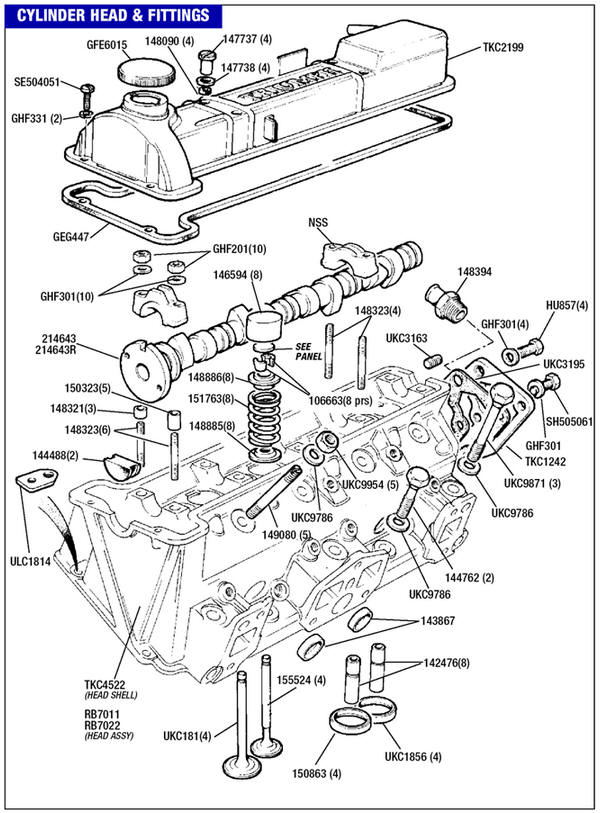 CYLINDER HEAD & FITTINGS
147737 (4)
GFE6015
148090 (4)
TKC2199
147738 (4)
SE504051
TRIUMPH
GHF331 (2)
GEG447
NSS
GHF201(10)
146594 (8)
148394
GHF301(10)
HU857(4)
148323(4)
GHF301(4)
UKC3163
214643
214643R
SEE
PANEL
UKC3195
148886(8)
150323(5)
106663(8 prs)
151763(8)
148321(3)
SH505061
148323(6)
148885(8)
GHF301
144488(2)
TKC1242
UKC9954 (5)
UKC9871 (3)
UKC9786
UKC9786
149080 (5)
ULC1814
144762 (2)
UKC9786
143867
142476(8)
155524 (4)
TKC4522
(HEAD SHELL)
RB7011
RB7022
(HEAD ASSY)
UKC181(4)
UKC1856 (4)
150863 (4)